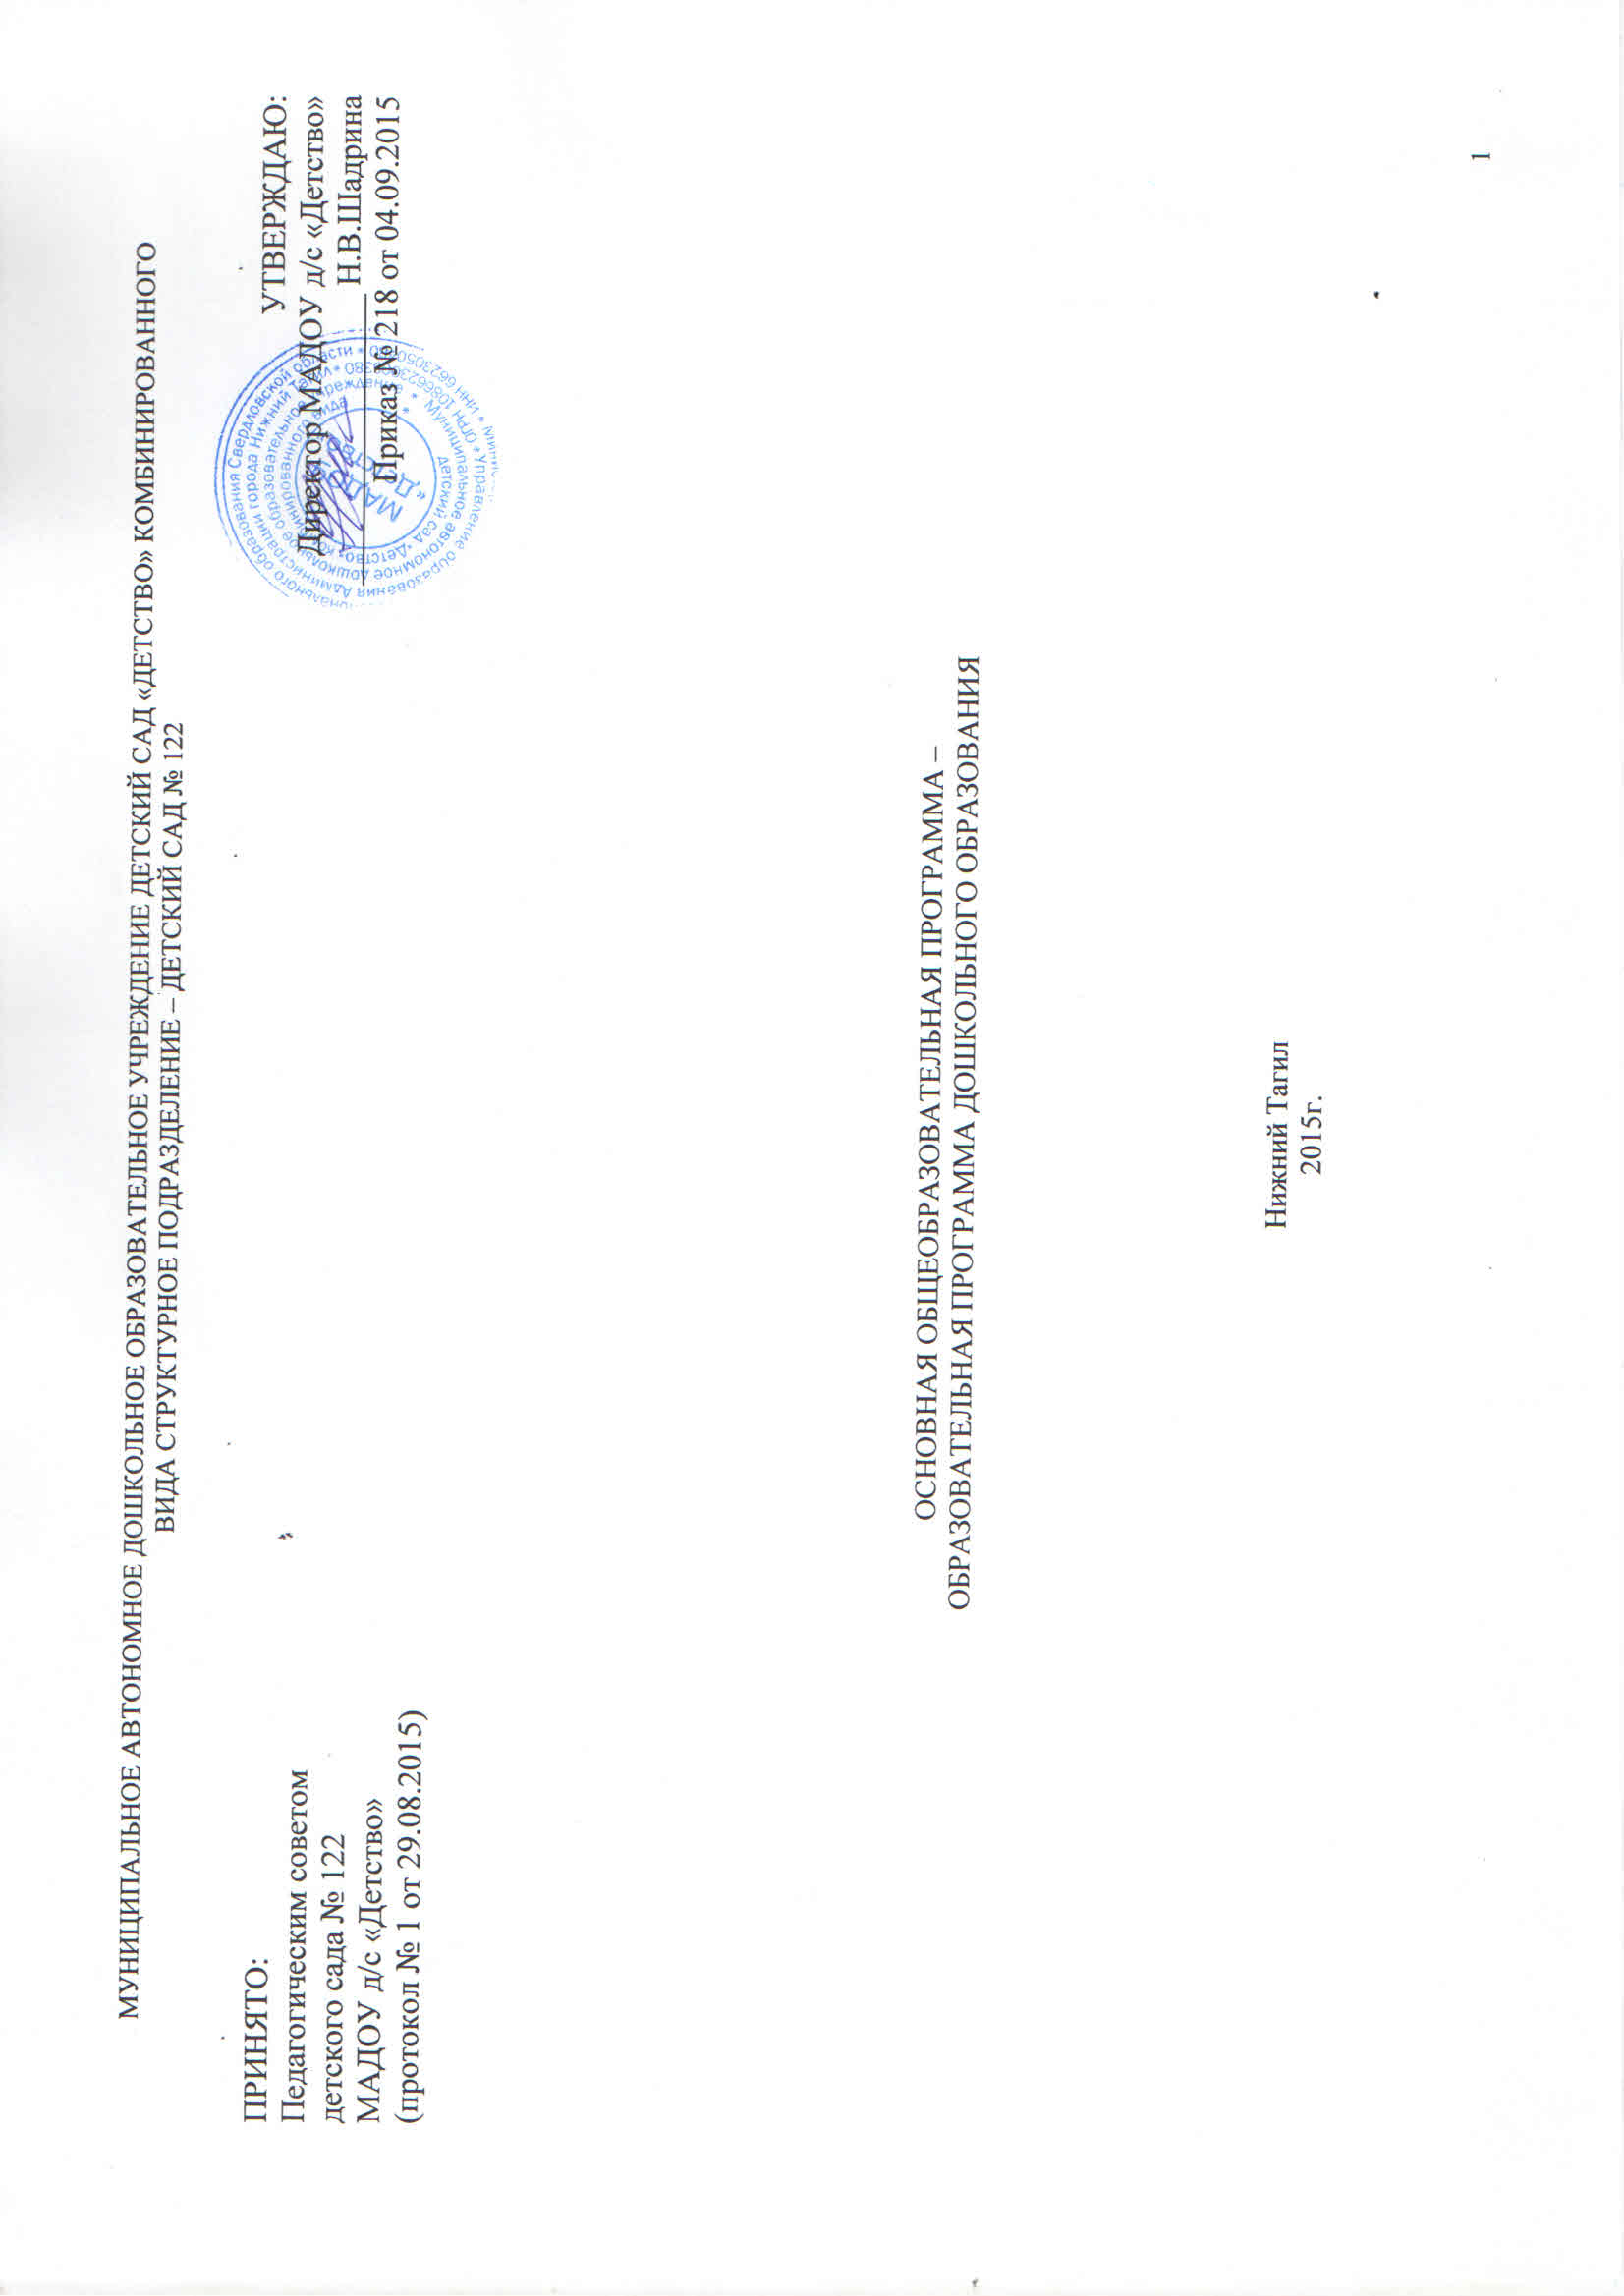 МУНИЦИПАЛЬНОЕ АВТОНОМНОЕ ДОШКОЛЬНОЕ ОБРАЗОВАТЕЛЬНОЕ УЧРЕЖДЕНИЕ ДЕТСКИЙ САД «ДЕТСТВО» КОМБИНИРОВАННОГО
ВИДА СТРУКТУРНОЕ ПОДРАЗДЕЛЕНИЕ – ДЕТСКИЙ САД № 122
ПРИНЯТО:
Педагогическим советом
детского сада № 122
МАДОУ д/с «Детство»
(протокол № 1 от 29.08.2015)
УТВЕРЖДАЮ:
Директор МАДОУ д/с «Детство»
Н.В.Шадрина
Приказ № 218 от 04.09.2015
ОСНОВНАЯ ОБЩЕОБРАЗОВАТЕЛЬНАЯ ПРОГРАММА –
ОБРАЗОВАТЕЛЬНАЯ ПРОГРАММА ДОШКОЛЬНОГО ОБРАЗОВАНИЯ
Нижний Тагил
2015г.
1